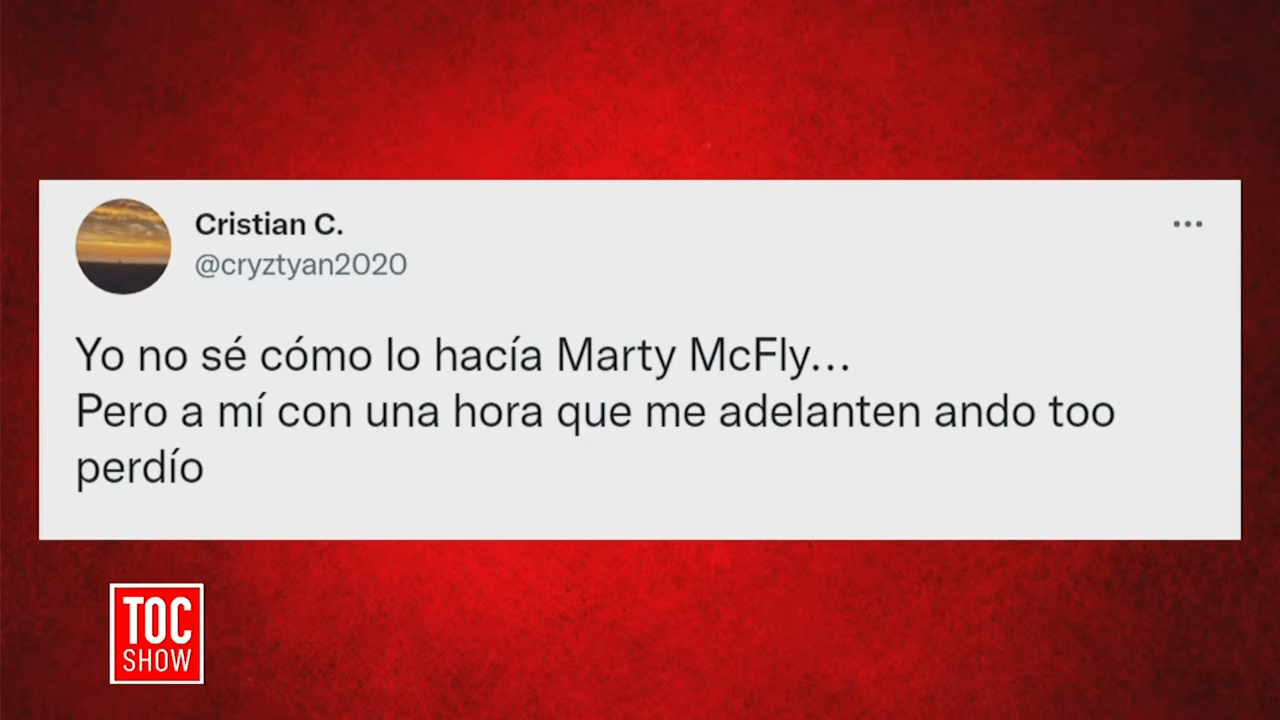 Cristian C.
@cryztyan2020
Yo no sé cómo lo hacía Marty McFly...
Pero a mí con una hora que me adelanten ando too
perdío
TOC
SHOW